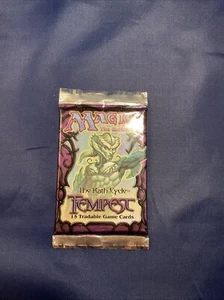 MAGIC
The Gathering
The Rath Cycle
TEMPEST
15 Tradable Game Cards